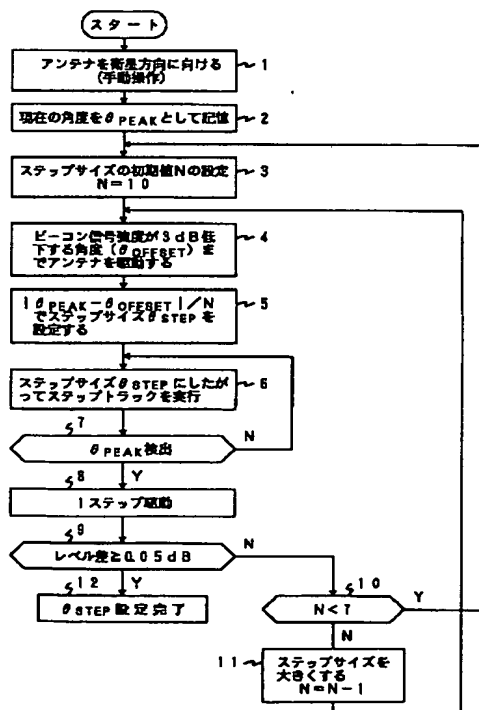 スタート
アンテナを衛星方向に向ける
(手動操作)
1
現在の角度をθPEAKとして記憶
2
ステップサイズの初期値Nの設定
N=10
3
ビーコン信号強度が3dB低
下する角度(θOFFSET)ま
でアンテナを駆動する
4
|θPEAK-θOFFSET|/N
でステップサイズθSTEPを
設定する
5
ステップサイズθSTEPにしたが
ってステップトラックを実行
6
7
θPEAK検出
N
8
Y
1ステップ駆動
9
レベル差≥0.05dB
N
12
Y
θSTEP設定完了
10
N<7
Y
N
11
ステップサイズを
大きくする
N=N-1